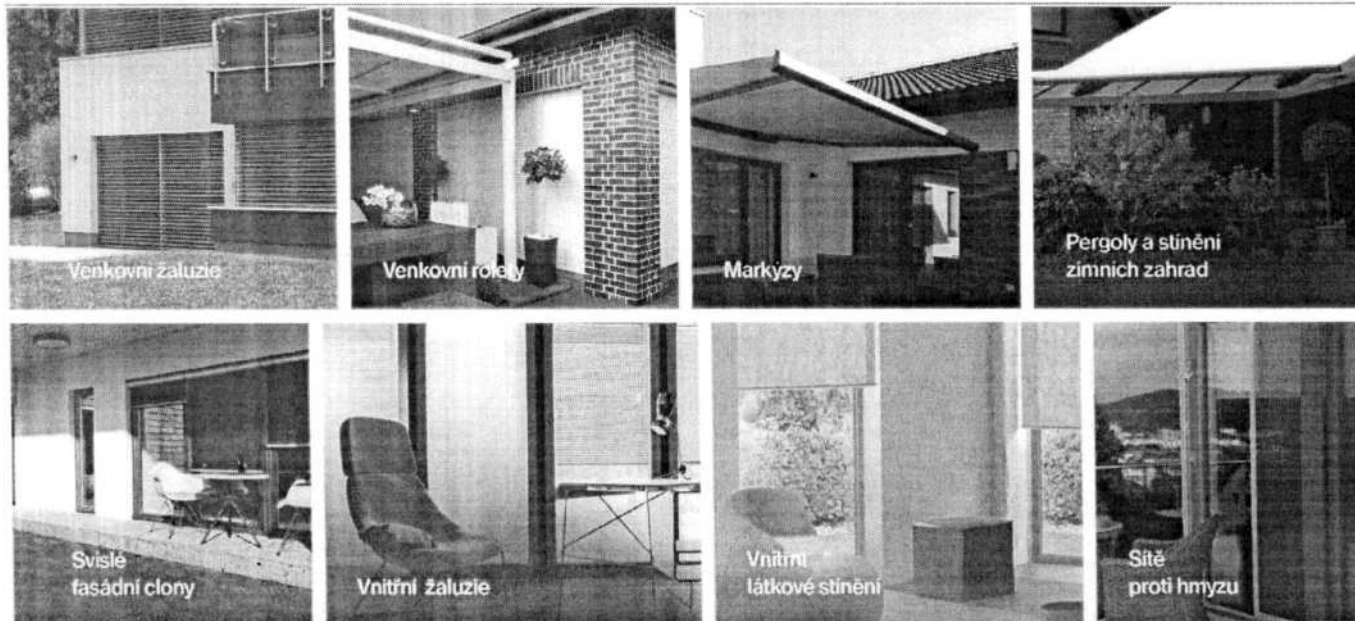 Venkovní žaluzie
Venkovní rolety
Markýzy
Pergoly a stínění
zimních zahrad
Svislé
fasádní clony
Vnitřní žaluzie
Vnitřní
látkové stínění
Sítě
proti hmyzu